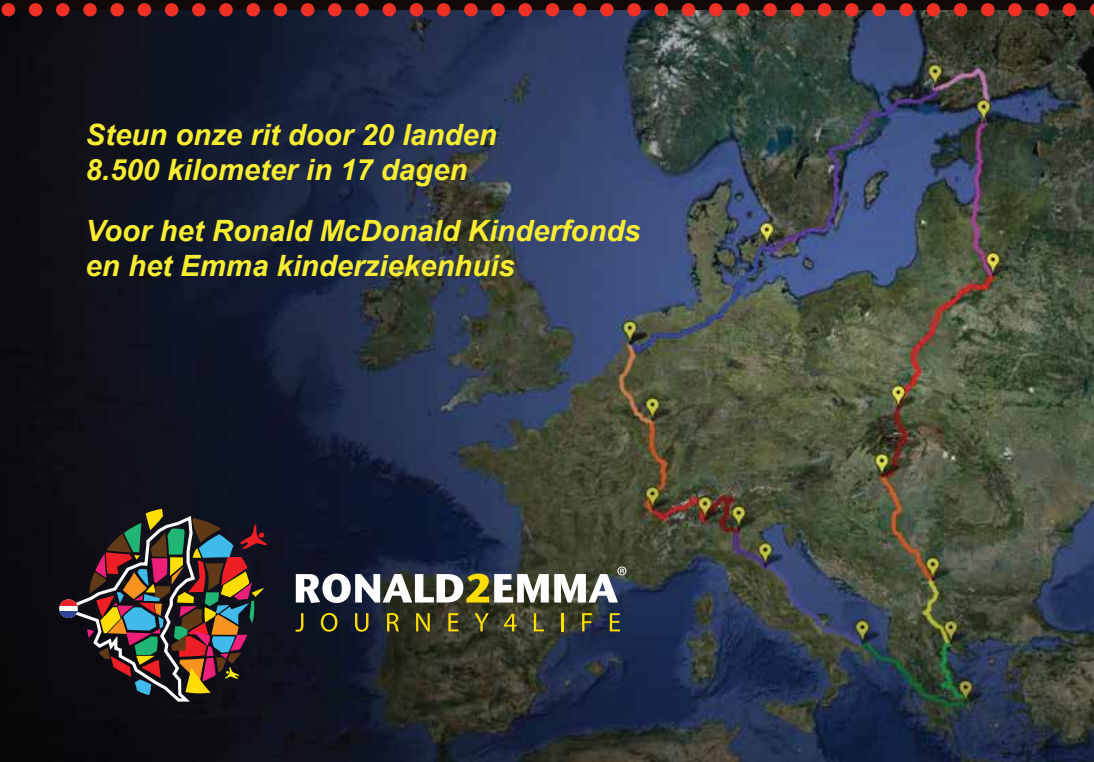 Steun onze rit door 20 landen
8.500 kilometer in 17 dagen
Voor het Ronald McDonald Kinderfonds
en het Emma kinderziekenhuis
RONALD2EMMA®
JOURNEY4LIFE